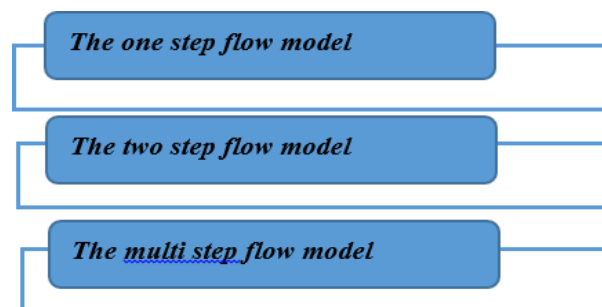 The one step flow model
The two step flow model
The multi step flow model